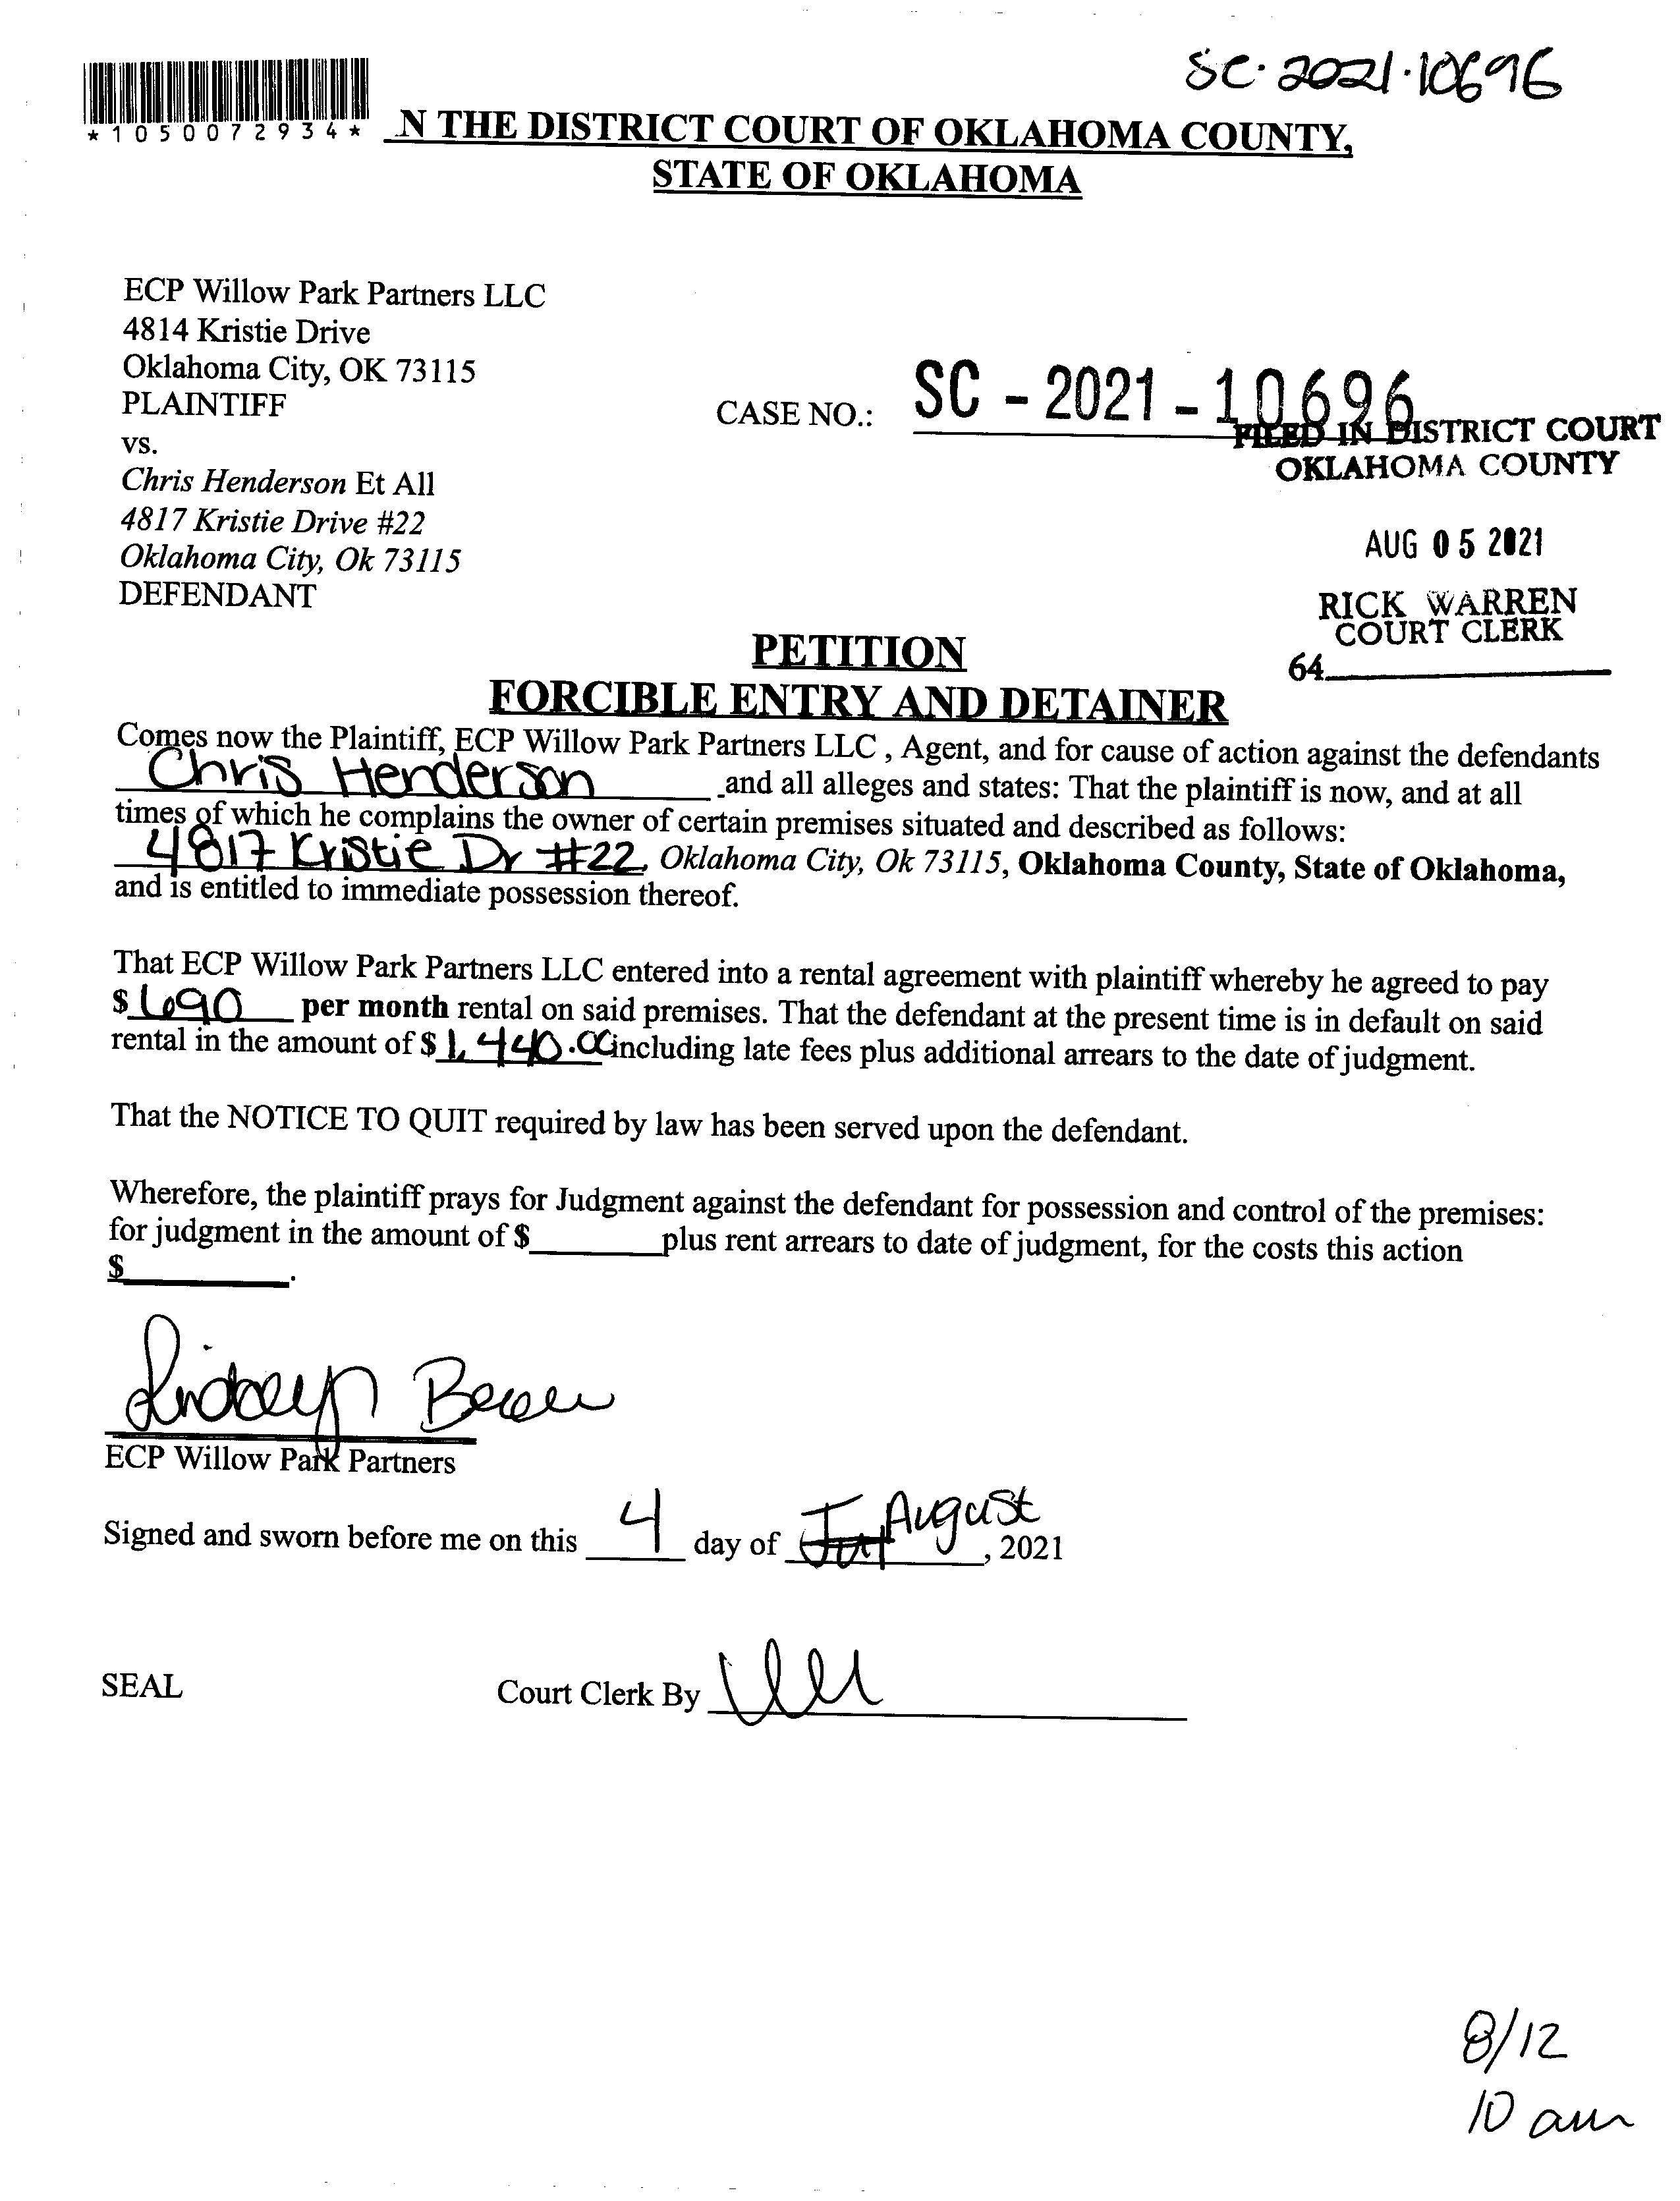 SC·2021·10696
*1050072934*
N THE DISTRICT COURT OF OKLAHOMA COUNTY,
STATE OF OKLAHOMA
ECP Willow Park Partners LLC
4814 Kristie Drive
Oklahoma City, OK 73115
PLAINTIFF
vs.
Chris Henderson Et All
4817 Kristie Drive #22
Oklahoma City, Ok 73115
DEFENDANT
CASE NO.: SC - 2021 - 10696
FILED IN DISTRICT COURT
OKLAHOMA COUNTY
AUG 05 2021
RICK WARREN
COURT CLERK
64
PETITION
FORCIBLE ENTRY AND DETAINER
Comes now the Plaintiff, ECP Willow Park Partners LLC , Agent, and for cause of action against the defendants
Chris Henderson and all alleges and states: That the plaintiff is now, and at all
times of which he complains the owner of certain premises situated and described as follows:
4817 Kristie Dr #22, Oklahoma City, Ok 73115, Oklahoma County, State of Oklahoma,
and is entitled to immediate possession thereof.
That ECP Willow Park Partners LLC entered into a rental agreement with plaintiff whereby he agreed to pay
$ 690 per month rental on said premises. That the defendant at the present time is in default on said
rental in the amount of $ 1,440.00 including late fees plus additional arrears to the date of judgment.
That the NOTICE TO QUIT required by law has been served upon the defendant.
Wherefore, the plaintiff prays for Judgment against the defendant for possession and control of the premises:
for judgment in the amount of $ plus rent arrears to date of judgment, for the costs this action
$ .
ECP Willow Park Partners
Signed and sworn before me on this 4 day of August, 2021
SEAL
Court Clerk By
8/12
10 am